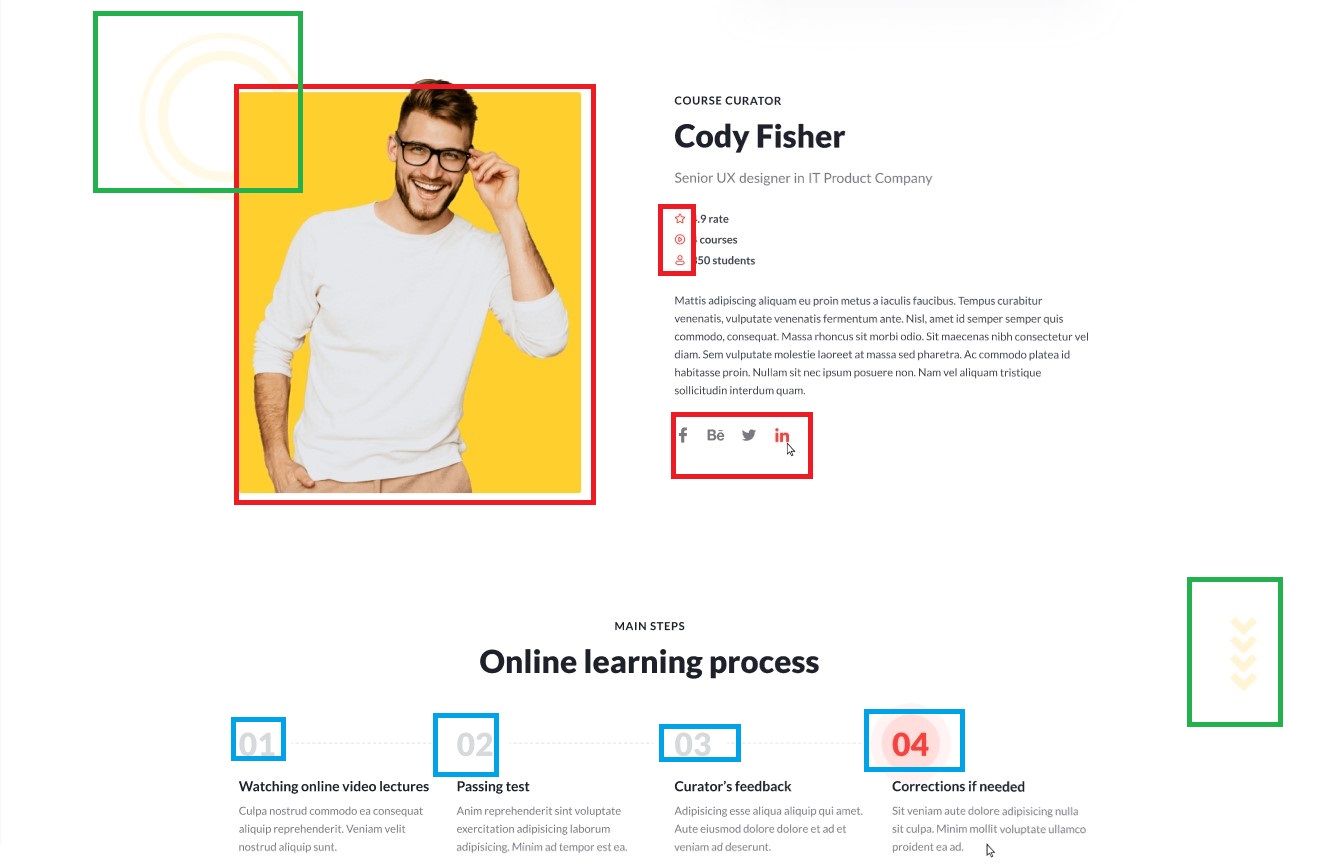 COURSE CURATOR
Cody Fisher
Senior UX designer in IT Product Company
.9 rate
courses
50 students
Mattis adipiscing aliquam eu proin metus a iaculis faucibus. Tempus curabitur
venenatis, vulputate venenatis fermentum ante. Nisl, amet id semper semper quis
commodo, consequat. Massa rhoncus sit morbi odio. Sit maecenas nibh consectetur vel
diam. Sem vulputate molestie laoreet at massa sed pharetra. Ac commodo platea id
habitasse proin. Nullam sit nec ipsum posuere non. Nam vel aliquam tristique
sollicitudin interdum quam.
f Bē in
MAIN STEPS
Online learning process
01 02 03 04
Watching online video lectures
Culpa nostrud commodo ea consequat
aliquip reprehenderit. Veniam velit
nostrud aliquip sunt.
Passing test
Anim reprehenderit sint voluptate
exercitation adipisicing laborum
adipisicing. Minim ad tempor est ea.
Curator's feedback
Adipisicing esse aliqua aliquip qui amet.
Aute eiusmod dolore dolore et ad et
veniam ad deserunt.
Corrections if needed
Sit veniam aute dolore adipisicing nulla
sit culpa. Minim mollit voluptate ullamco
proident ea ad.